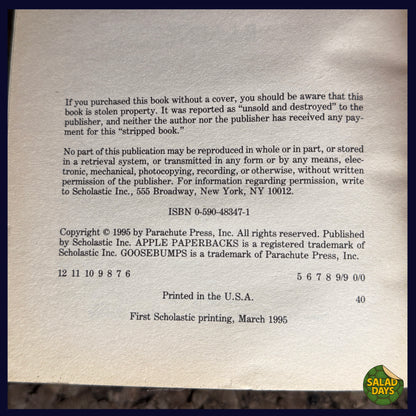 If you purchased this book without a cover, you should be aware that this
book is stolen property. It was reported as "unsold and destroyed" to the
publisher, and neither the author nor the publisher has received any pay-
ment for this "stripped book."
No part of this publication may be reproduced in whole or in part, or stored
in a retrieval system, or transmitted in any form or by any means, elec-
tronic, mechanical, photocopying, recording, or otherwise, without written
permission of the publisher. For information regarding permission, write
to Scholastic Inc., 555 Broadway, New York, NY 10012.
ISBN 0-590-48347-1
Copyright © 1995 by Parachute Press, Inc. All rights reserved. Published
by Scholastic Inc. APPLE PAPERBACKS is a registered trademark of
Scholastic Inc. GOOSEBUMPS is a trademark of Parachute Press, Inc.
12 11 10 9 8 7 6 5 6 7 8 9/9 0/0
Printed in the U.S.A. 40
First Scholastic printing, March 1995
SALAD
DAYS